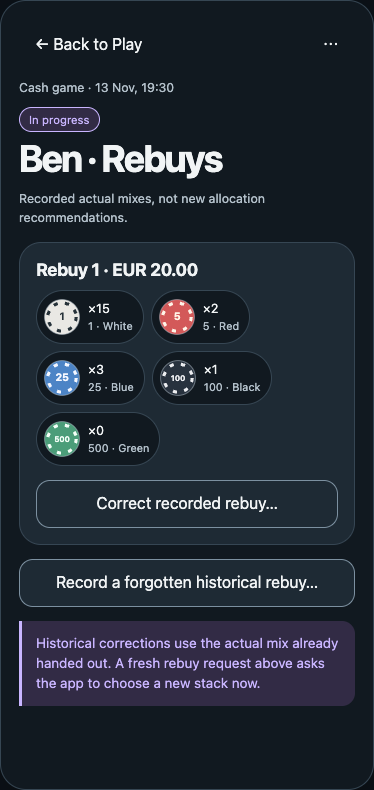 ← Back to Play
...
Cash game · 13 Nov, 19:30
In progress
Ben · Rebuys
Recorded actual mixes, not new allocation
recommendations.
Rebuy 1 · EUR 20.00
1
×15
1 · White
5
×2
5 · Red
25
×3
25 · Blue
100
×1
100 · Black
500
×0
500 · Green
Correct recorded rebuy...
Record a forgotten historical rebuy...
Historical corrections use the actual mix already
handed out. A fresh rebuy request above asks
the app to choose a new stack now.